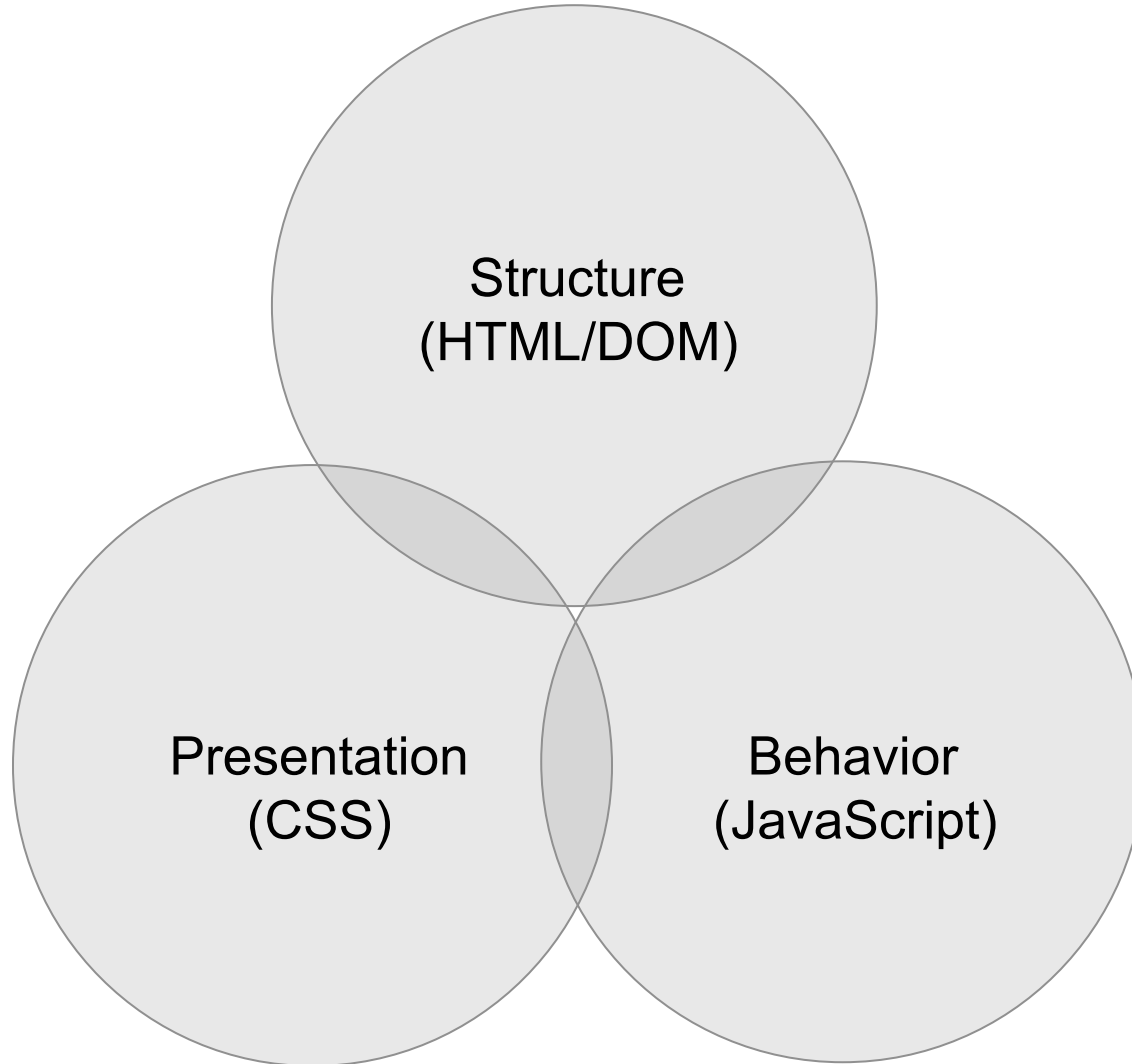 Structure
(HTML/DOM)
Presentation
(CSS)
Behavior
(JavaScript)